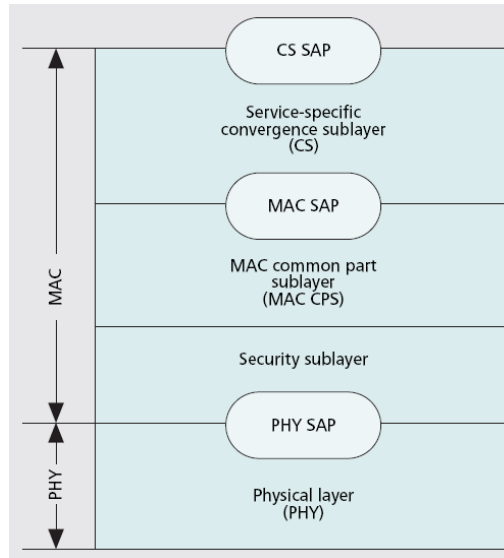 CS SAP
Service-specific
convergence sublayer
(CS)
MAC SAP
MAC common part
sublayer
(MAC CPS)
MAC
Security sublayer
PHY SAP
PHY
Physical layer
(PHY)